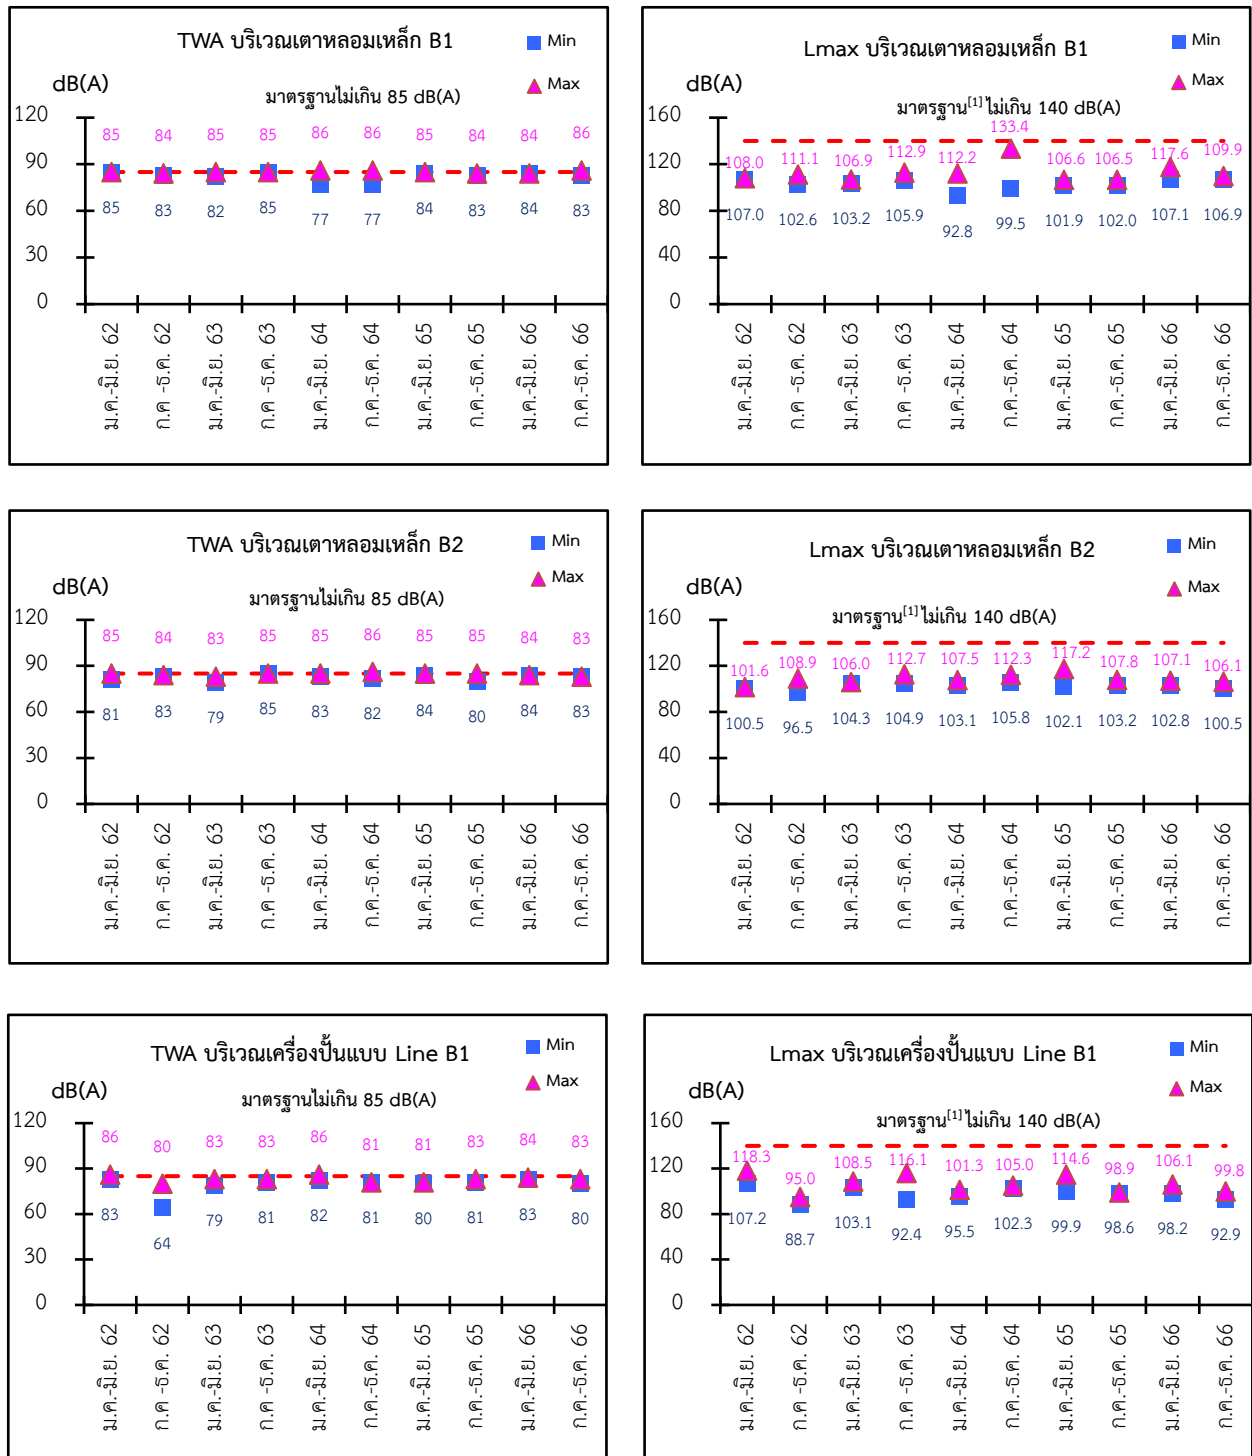 TWA บริเวณเตาหลอมเหล็ก B1
Min
Max
dB(A)
มาตรฐานไม่เกิน 85 dB(A)
120
90
60
30
0
85 84 85 85 86 86 85 84 84 86
85 83 82 85 77 77 84 83 84 83
ม.ค.-มิ.ย. 62
ก.ค -ธ.ค. 62
ม.ค.-มิ.ย. 63
ก.ค -ธ.ค. 63
ม.ค.-มิ.ย. 64
ก.ค.-ธ.ค. 64
ม.ค.-มิ.ย. 65
ก.ค.-ธ.ค. 65
ม.ค.-มิ.ย. 66
ก.ค.-ธ.ค. 66
Lmax บริเวณเตาหลอมเหล็ก B1
Min
Max
dB(A)
มาตรฐาน[1] ไม่เกิน 140 dB(A)
160
120
80
40
0
108.0 111.1 106.9 112.9 112.2 133.4 106.6 106.5 117.6 109.9
107.0 102.6 103.2 105.9 92.8 99.5 101.9 102.0 107.1 106.9
ม.ค.-มิ.ย. 62
ก.ค -ธ.ค. 62
ม.ค.-มิ.ย. 63
ก.ค -ธ.ค. 63
ม.ค.-มิ.ย. 64
ก.ค.-ธ.ค. 64
ม.ค.-มิ.ย. 65
ก.ค.-ธ.ค. 65
ม.ค.-มิ.ย. 66
ก.ค.-ธ.ค. 66
TWA บริเวณเตาหลอมเหล็ก B2
Min
Max
dB(A)
มาตรฐานไม่เกิน 85 dB(A)
120
90
60
30
0
85 84 83 85 85 86 85 85 84 83
81 83 79 85 83 82 84 80 84 83
ม.ค.-มิ.ย. 62
ก.ค -ธ.ค. 62
ม.ค.-มิ.ย. 63
ก.ค -ธ.ค. 63
ม.ค.-มิ.ย. 64
ก.ค.-ธ.ค. 64
ม.ค.-มิ.ย. 65
ก.ค.-ธ.ค. 65
ม.ค.-มิ.ย. 66
ก.ค.-ธ.ค. 66
Lmax บริเวณเตาหลอมเหล็ก B2
Min
Max
dB(A)
มาตรฐาน[1] ไม่เกิน 140 dB(A)
160
120
80
40
0
101.6 108.9 106.0 112.7 107.5 112.3 117.2 107.8 107.1 106.1
100.5 96.5 104.3 104.9 103.1 105.8 102.1 103.2 102.8 100.5
ม.ค.-มิ.ย. 62
ก.ค -ธ.ค. 62
ม.ค.-มิ.ย. 63
ก.ค -ธ.ค. 63
ม.ค.-มิ.ย. 64
ก.ค.-ธ.ค. 64
ม.ค.-มิ.ย. 65
ก.ค.-ธ.ค. 65
ม.ค.-มิ.ย. 66
ก.ค.-ธ.ค. 66
TWA บริเวณเครื่องปั้นแบบ Line B1
Min
Max
dB(A)
มาตรฐานไม่เกิน 85 dB(A)
120
90
60
30
0
86 80 83 83 86 81 81 83 84 83
83 64 79 81 82 81 80 81 83 80
ม.ค.-มิ.ย. 62
ก.ค -ธ.ค. 62
ม.ค.-มิ.ย. 63
ก.ค -ธ.ค. 63
ม.ค.-มิ.ย. 64
ก.ค.-ธ.ค. 64
ม.ค.-มิ.ย. 65
ก.ค.-ธ.ค. 65
ม.ค.-มิ.ย. 66
ก.ค.-ธ.ค. 66
Lmax บริเวณเครื่องปั้นแบบ Line B1
Min
Max
dB(A)
มาตรฐาน[1] ไม่เกิน 140 dB(A)
160
120
80
40
0
118.3 95.0 108.5 116.1 101.3 105.0 114.6 98.9 106.1 99.8
107.2 88.7 103.1 92.4 95.5 102.3 99.9 98.6 98.2 92.9
ม.ค.-มิ.ย. 62
ก.ค -ธ.ค. 62
ม.ค.-มิ.ย. 63
ก.ค -ธ.ค. 63
ม.ค.-มิ.ย. 64
ก.ค.-ธ.ค. 64
ม.ค.-มิ.ย. 65
ก.ค.-ธ.ค. 65
ม.ค.-มิ.ย. 66
ก.ค.-ธ.ค. 66